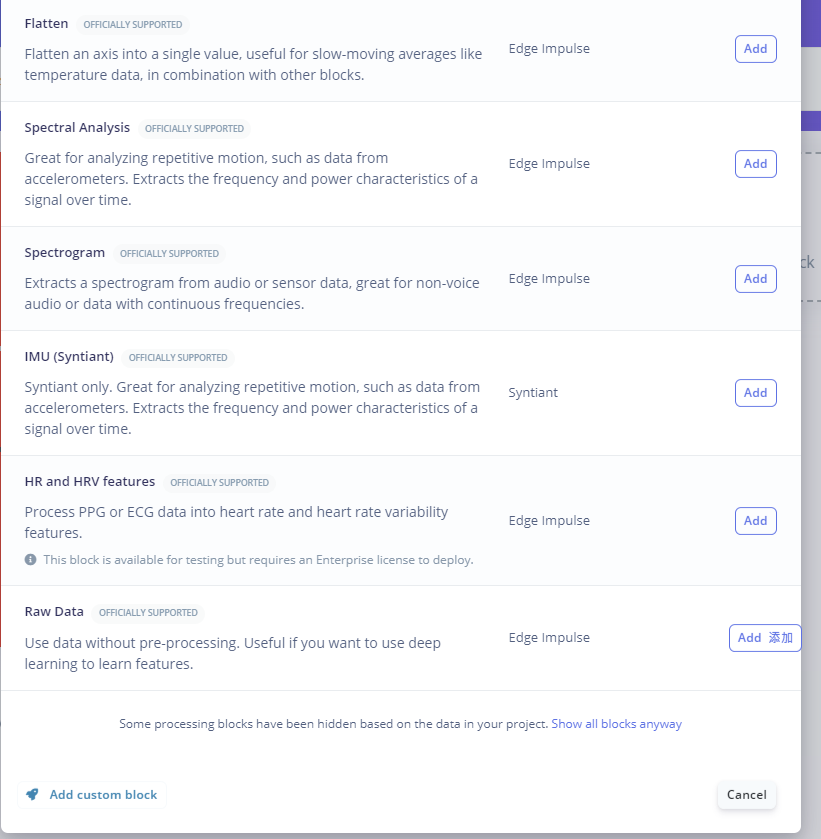 Flatten OFFICIALLY SUPPORTED
Flatten an axis into a single value, useful for slow-moving averages like
temperature data, in combination with other blocks.
Edge Impulse
Add
Spectral Analysis OFFICIALLY SUPPORTED
Great for analyzing repetitive motion, such as data from
accelerometers. Extracts the frequency and power characteristics of a
signal over time.
Edge Impulse
Add
Spectrogram OFFICIALLY SUPPORTED
Extracts a spectrogram from audio or sensor data, great for non-voice
audio or data with continuous frequencies.
Edge Impulse
Add
ck
IMU (Syntiant) OFFICIALLY SUPPORTED
Syntiant only. Great for analyzing repetitive motion, such as data from
accelerometers. Extracts the frequency and power characteristics of a
signal over time.
Syntiant
Add
HR and HRV features OFFICIALLY SUPPORTED
Process PPG or ECG data into heart rate and heart rate variability
features.
This block is available for testing but requires an Enterprise license to deploy.
Edge Impulse
Add
Raw Data OFFICIALLY SUPPORTED
Use data without pre-processing. Useful if you want to use deep
learning to learn features.
Edge Impulse
Add 添加
Some processing blocks have been hidden based on the data in your project. Show all blocks anyway
Add custom block
Cancel